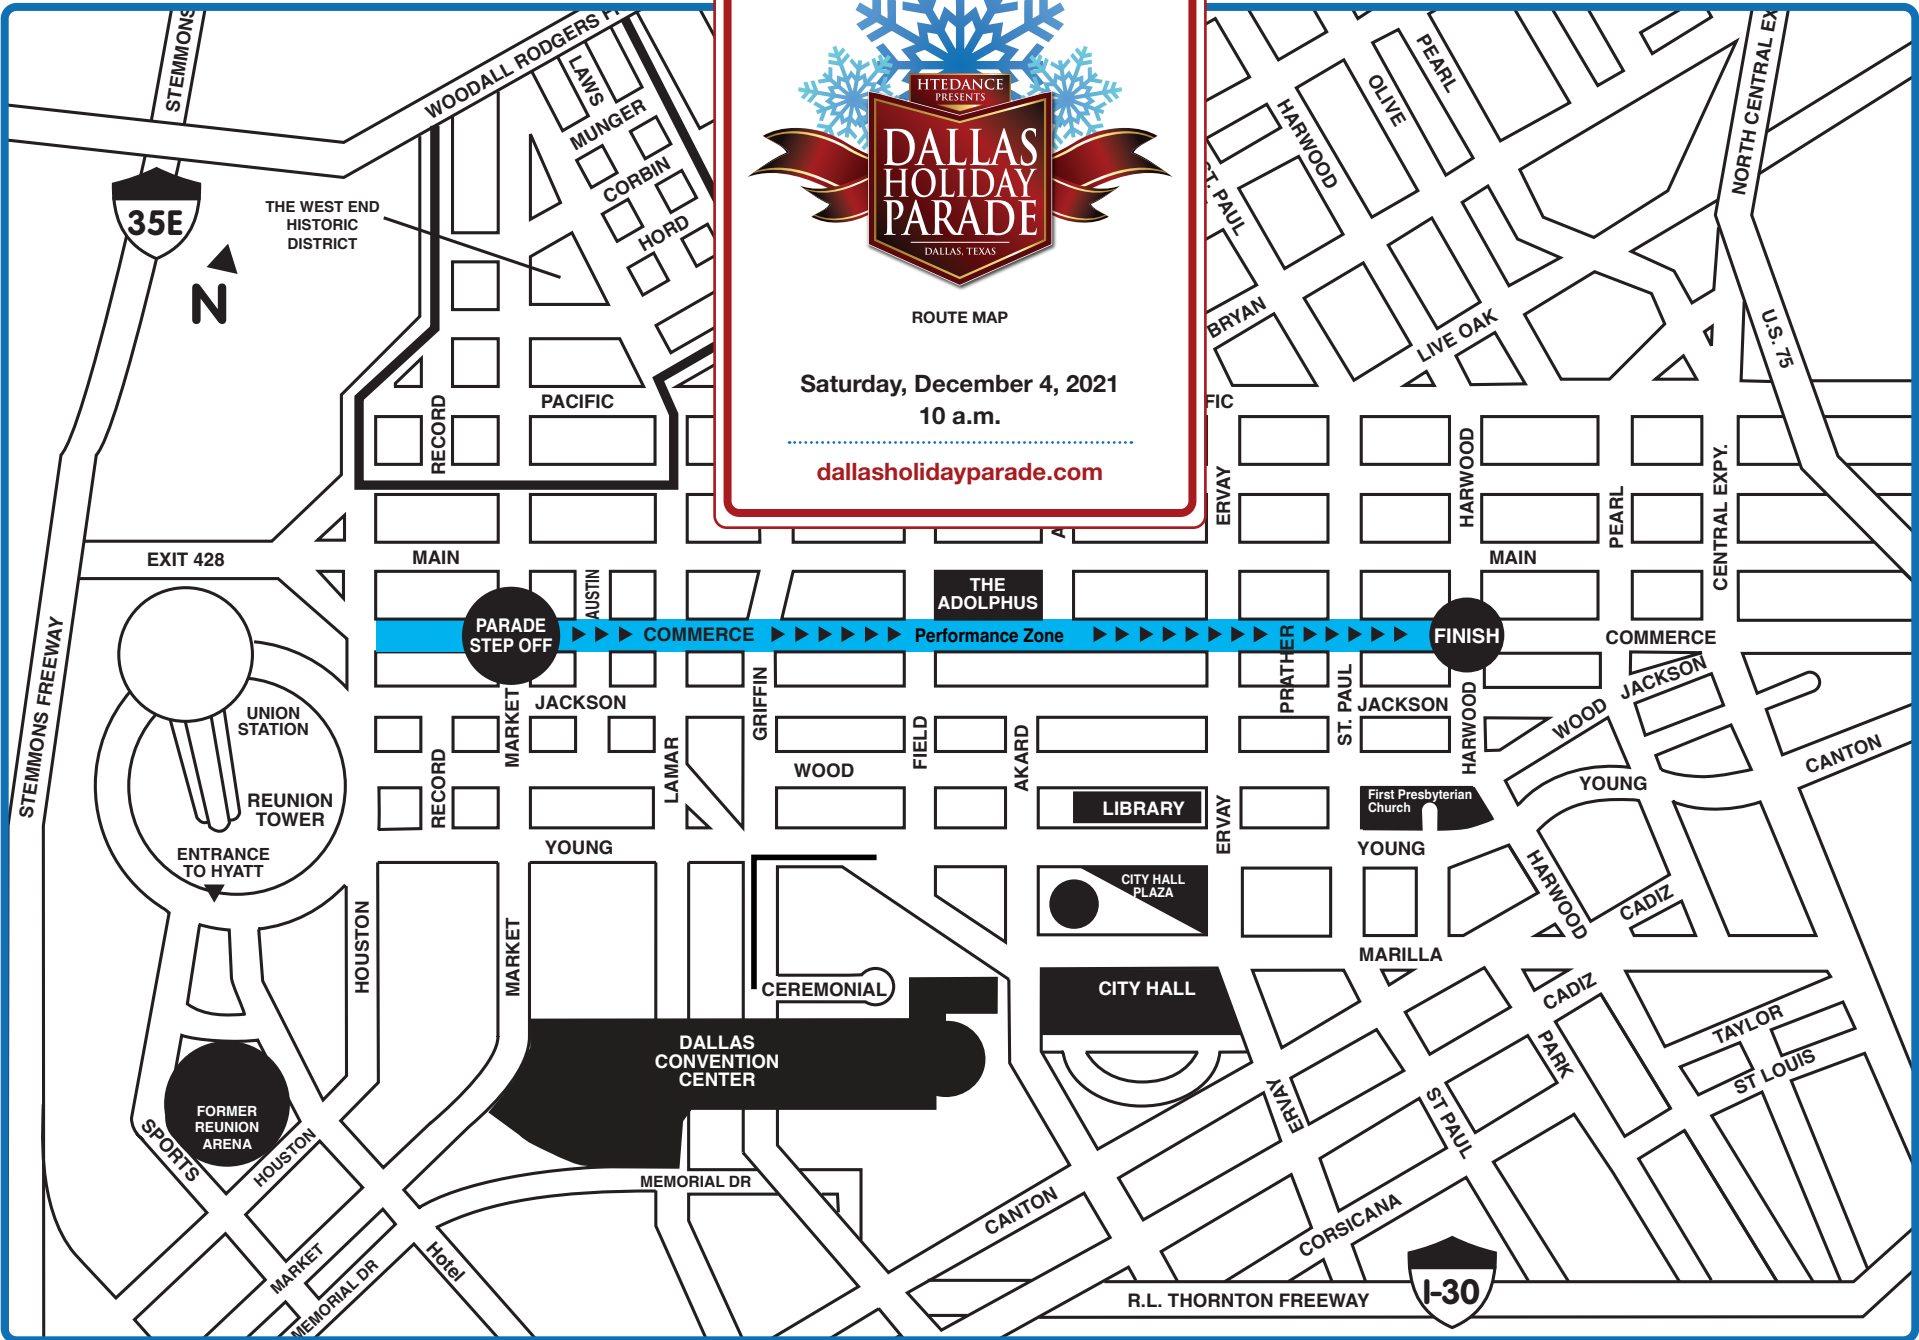 STEMMONS
WOODALL RODGERS F
LAWS
MUNGER
CORBIN
HORD
35E
THE WEST END
HISTORIC
DISTRICT
N
HTEDANCE
PRESENTS
DALLAS
HOLIDAY
PARADE
DALLAS, TEXAS
ROUTE MAP
Saturday, December 4, 2021
10 a.m.
dallasholidayparade.com
PEARL
OLIVE
HARWOOD
ST. PAUL
BRYAN
LIVE OAK
NORTH CENTRAL EX
U.S. 75
PACIFIC
FIC
RECORD
ERVAY
HARWOOD
PEARL
CENTRAL EXPY.
EXIT 428
MAIN
A
MAIN
AUSTIN
THE
ADOLPHUS
PARADE
STEP OFF
COMMERCE
Performance Zone
PRATHER
FINISH
COMMERCE
STEMMONS FREEWAY
UNION
STATION
MARKET
JACKSON
GRIFFIN
ST. PAUL
JACKSON
HARWOOD
JACKSON
WOOD
CANTON
RECORD
LAMAR
WOOD
FIELD
AKARD
YOUNG
REUNION
TOWER
LIBRARY
ERVAY
First Presbyterian
Church
ENTRANCE
TO HYATT
YOUNG
YOUNG
CITY HALL
PLAZA
HARWOOD
CADIZ
HOUSTON
MARKET
MARILLA
CEREMONIAL
CITY HALL
CADIZ
TAYLOR
DALLAS
CONVENTION
CENTER
PARK
ST LOUIS
FORMER
REUNION
ARENA
SPORTS
HOUSTON
ERVAY
ST PAUL
MEMORIAL DR
CANTON
CORSICANA
MARKET
MEMORIAL DR
Hotel
R.L. THORNTON FREEWAY
I-30